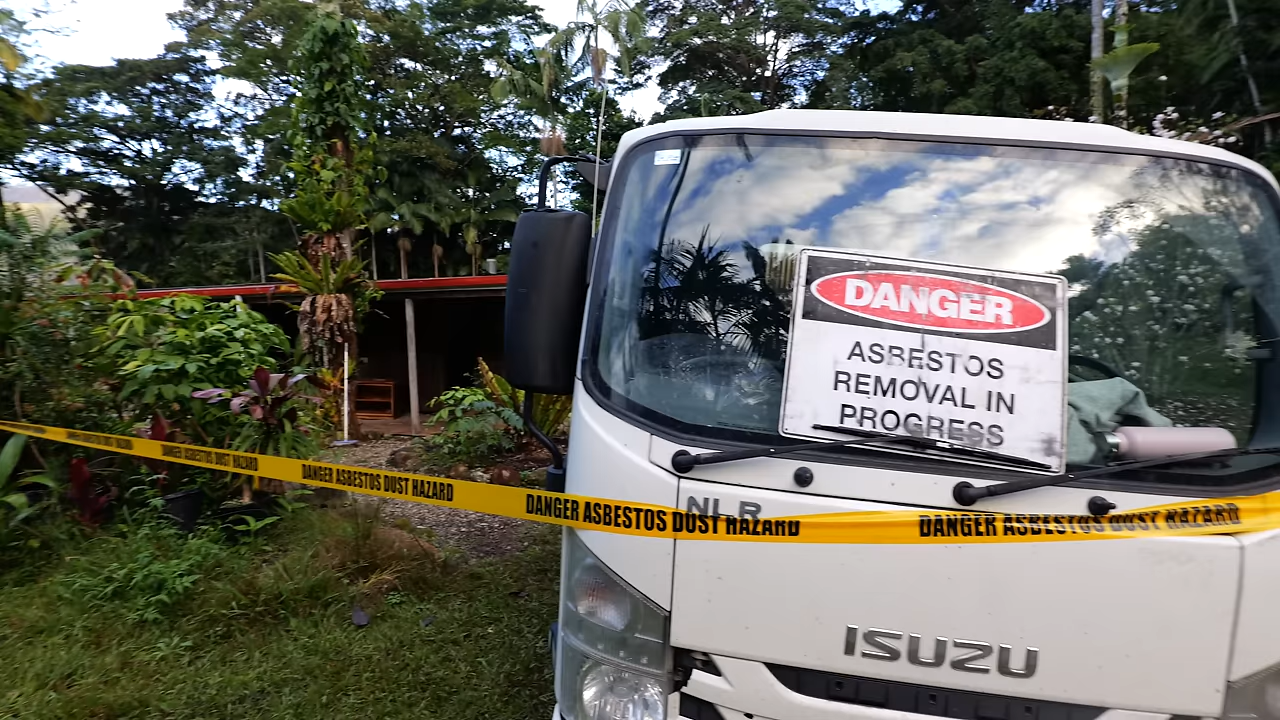 DANGER
ASBESTOS
REMOVAL IN
PROGRESS
DANGER ASBESTOS DUST HAZARD
DANGER ASBESTOS DUST HAZARD
DANGER ASBESTOS DUST HAZARD
DANGER ASBESTOS DUST HAZARD
NLR
ISUZU